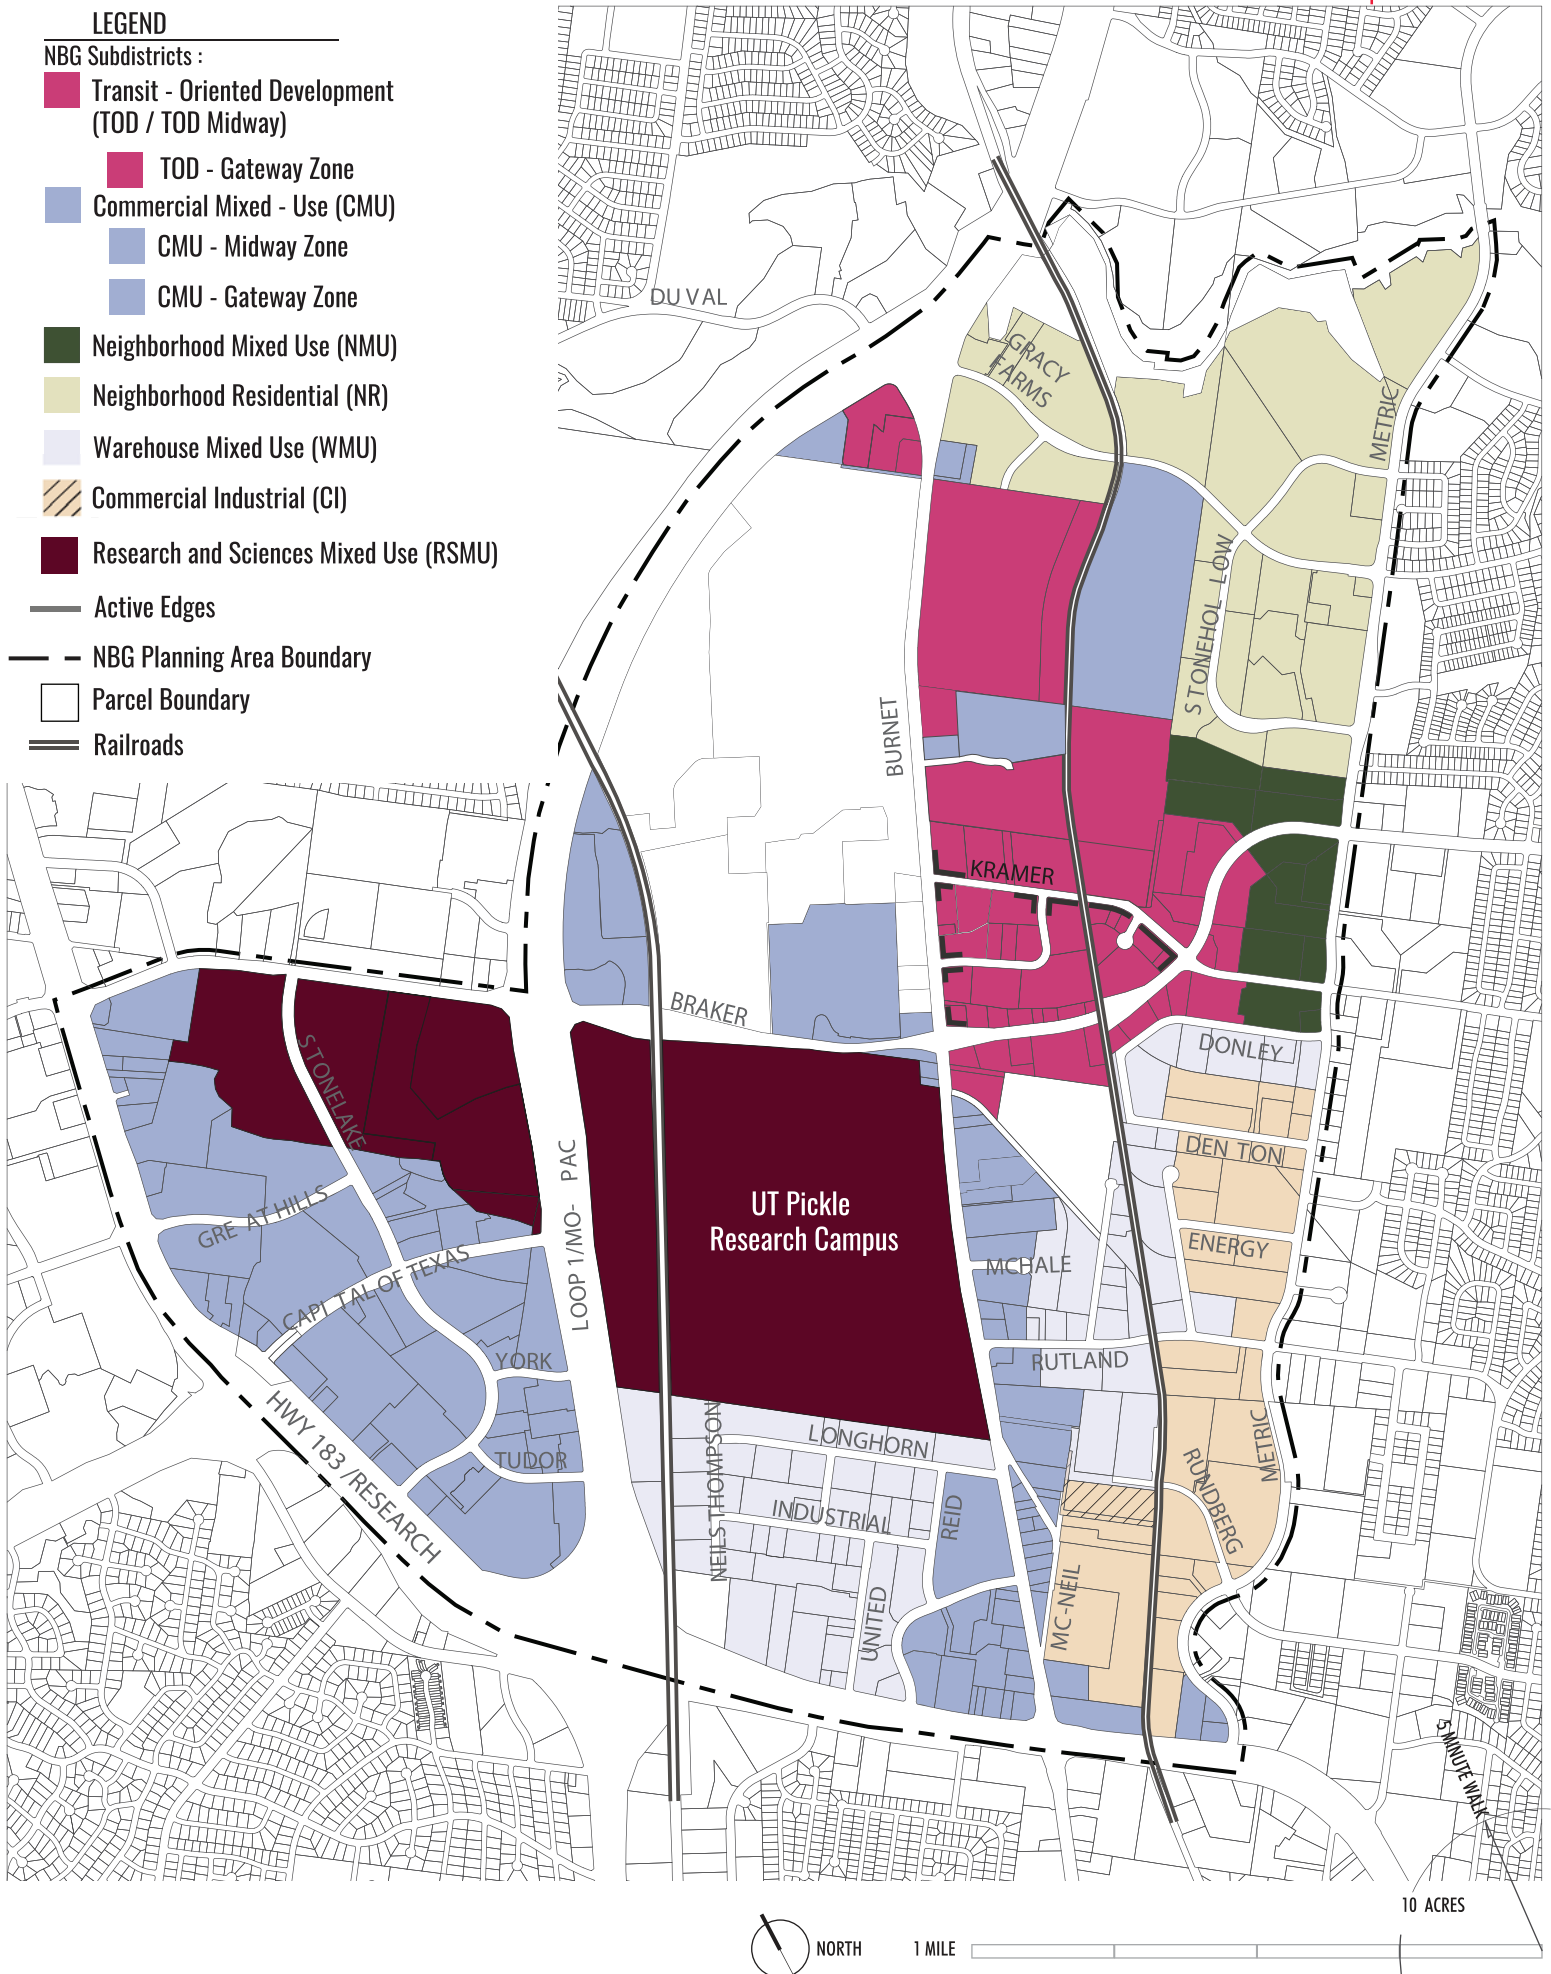 LEGEND
NBG Subdistricts :
Transit - Oriented Development
(TOD / TOD Midway)
TOD - Gateway Zone
Commercial Mixed - Use (CMU)
CMU - Midway Zone
CMU - Gateway Zone
Neighborhood Mixed Use (NMU)
Neighborhood Residential (NR)
Warehouse Mixed Use (WMU)
Commercial Industrial (CI)
Research and Sciences Mixed Use (RSMU)
Active Edges
NBG Planning Area Boundary
Parcel Boundary
Railroads
DUVAL
GRACY
FARMS
METRIC
STONEHOLLOW
BURNET
KRAMER
BRAKER
DONLEY
STONELAKE
DENTON
LOOP 1/MO-PAC
UT Pickle
Research Campus
GREAT HILLS
ENERGY
CAPITAL OF TEXAS
MCHALE
YORK
RUTLAND
HWY 183 /RESEARCH
NEILS THOMPSON
LONGHORN
METRIC
TUDOR
RUNDBERG
INDUSTRIAL
REID
UNITED
MC-NEIL
5 MINUTE WALK
10 ACRES
NORTH
1 MILE